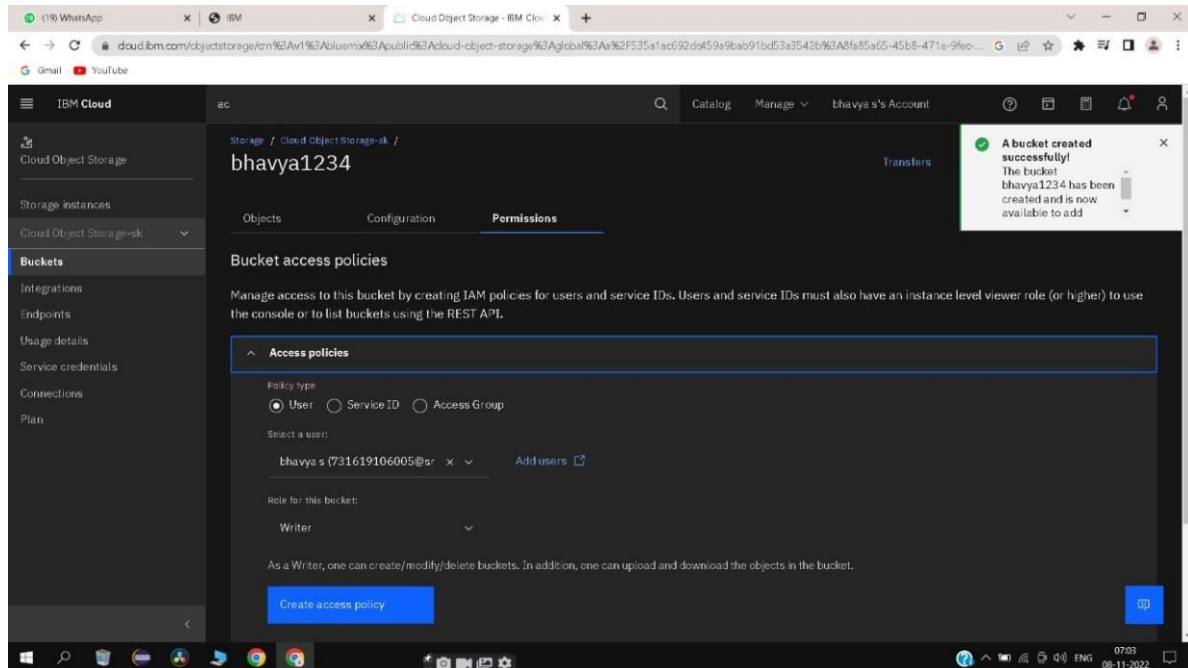 (19) WhatsApp
IBM
Cloud Object Storage - IBM Clou
cloud.ibm.com/objectstorage/crn%3Av1%3Abluemix%3Apublic%3Acloud-object-storage%3Aglobal%3Aa%2F535a1ac692do459a9bab91bd53a3542b%3A8fa85a65-45b8-471e-9fec-...
Gmail YouTube
IBM Cloud
ac
Catalog
Manage
bhavya s's Account
Cloud Object Storage
Storage / Cloud Object Storage-sk /
bhavya1234
Transfers
A bucket created
successfully!
The bucket
bhavya1234 has been
created and is now
available to add
Storage instances
Cloud Object Storage-sk
Buckets
Integrations
Endpoints
Usage details
Service credentials
Connections
Plan
Objects
Configuration
Permissions
Bucket access policies
Manage access to this bucket by creating IAM policies for users and service IDs. Users and service IDs must also have an instance level viewer role (or higher) to use
the console or to list buckets using the REST API.
Access policies
Policy type
User Service ID Access Group
Select a user:
bhavya s (731619106005@sr
Add users
Role for this bucket:
Writer
As a Writer, one can create/modify/delete buckets. In addition, one can upload and download the objects in the bucket.
Create access policy
ENG
07:03
08-11-2022